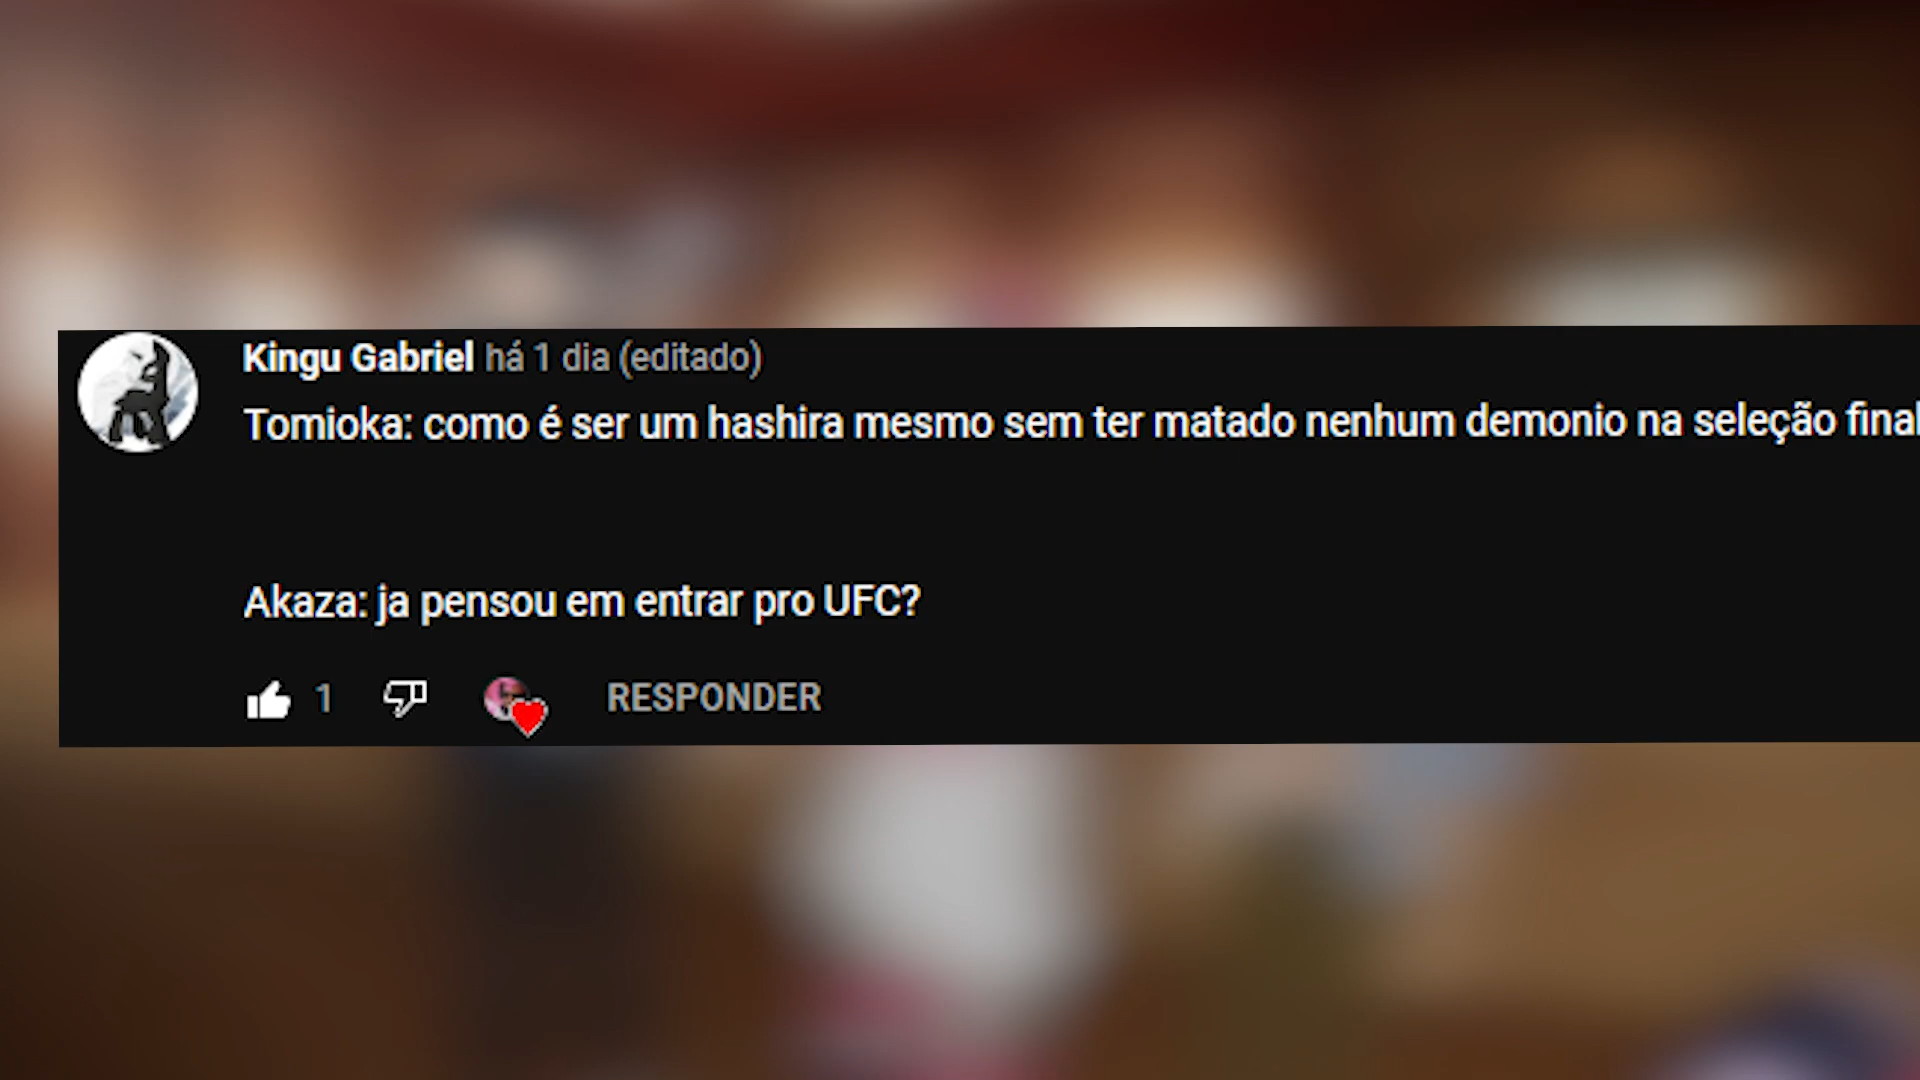 Kingu Gabriel há 1 dia (editado)
Tomioka: como é ser um hashira mesmo sem ter matado nenhum demonio na seleção final
Akaza: ja pensou em entrar pro UFC?
1 RESPONDER